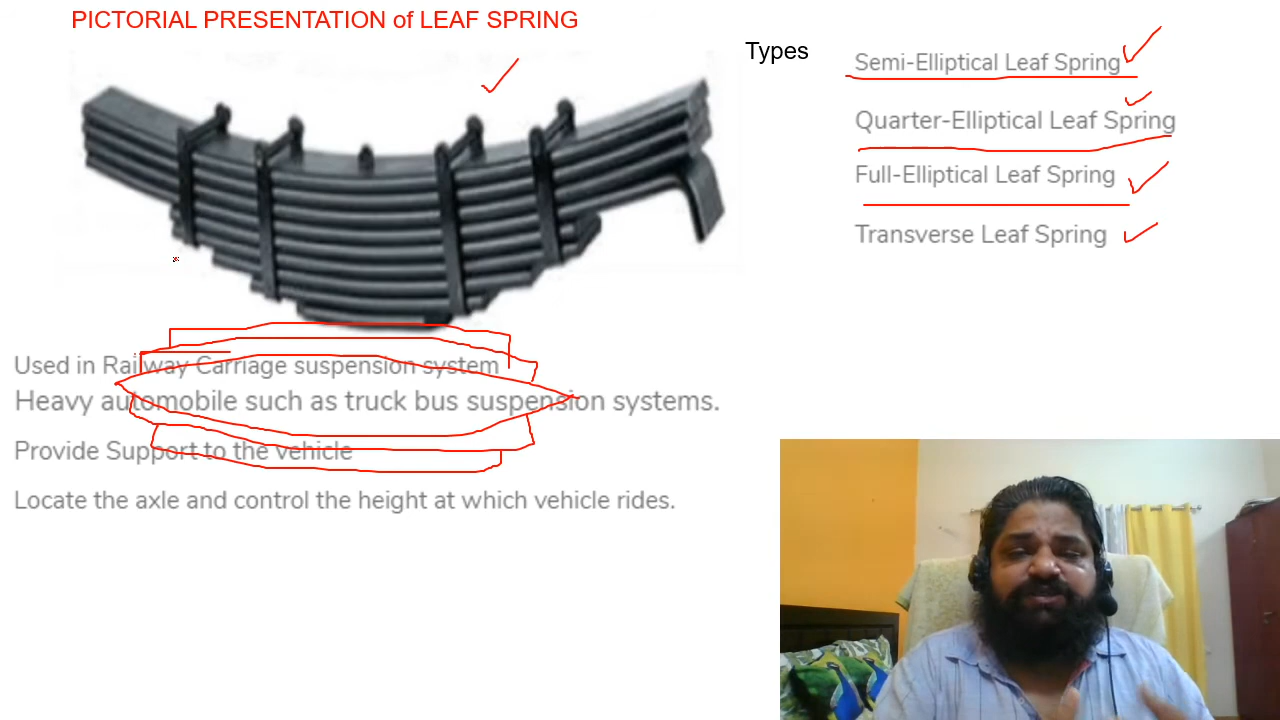 PICTORIAL PRESENTATION of LEAF SPRING
Types
Semi-Elliptical Leaf Spring
Quarter-Elliptical Leaf Spring
Full-Elliptical Leaf Spring
Transverse Leaf Spring
Used in Railway Carriage suspension system
Heavy automobile such as truck bus suspension systems.
Provide Support to the vehicle
Locate the axle and control the height at which vehicle rides.